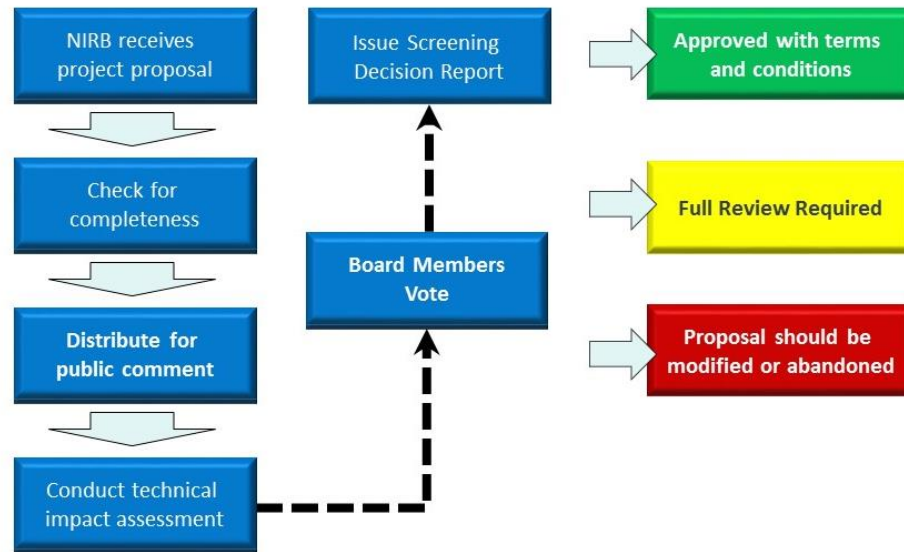 NIRB receives
project proposal
Check for
completeness
Distribute for
public comment
Conduct technical
impact assessment
Board Members
Vote
Issue Screening
Decision Report
Approved with terms
and conditions
Full Review Required
Proposal should be
modified or abandoned